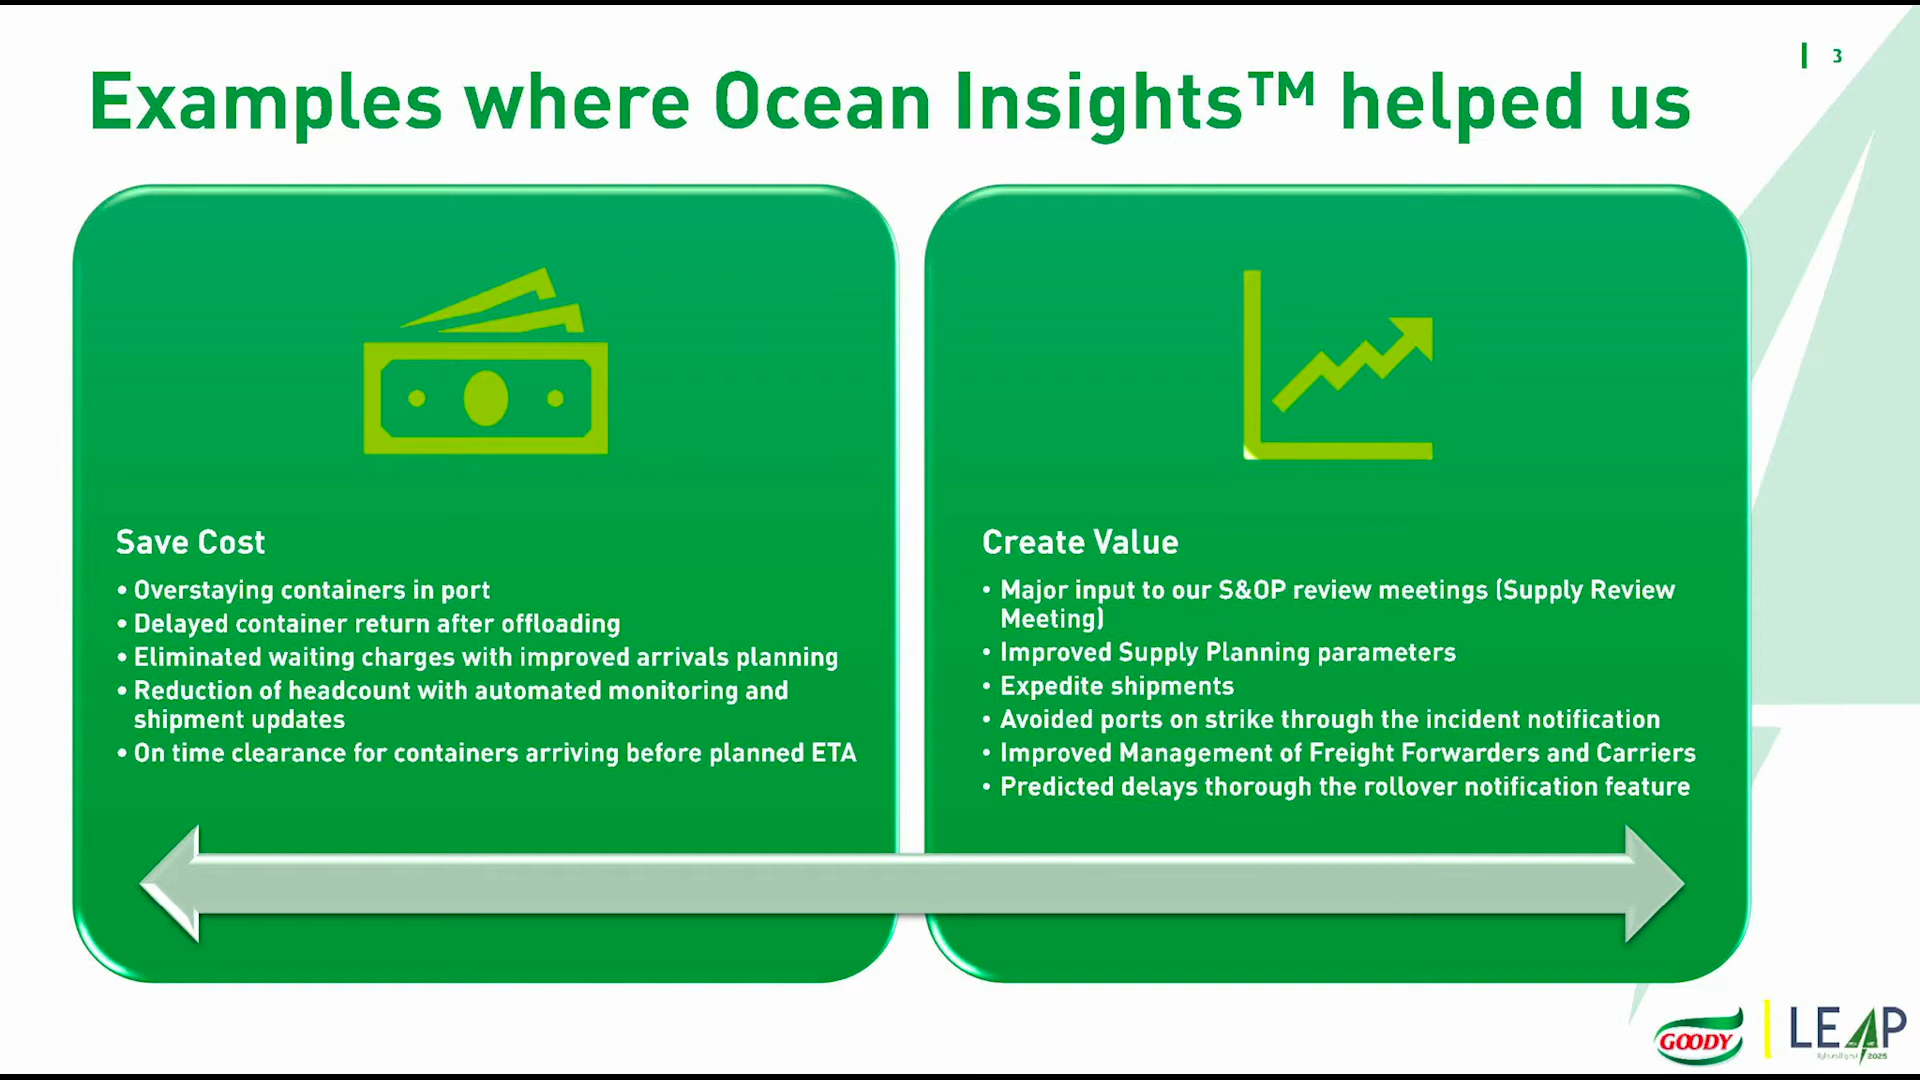 3
Examples where Ocean Insights™ helped us
Save Cost
• Overstaying containers in port
• Delayed container return after offloading
• Eliminated waiting charges with improved arrivals planning
• Reduction of headcount with automated monitoring and
shipment updates
• On time clearance for containers arriving before planned ETA
Create Value
• Major input to our S&OP review meetings (Supply Review
Meeting)
• Improved Supply Planning parameters
• Expedite shipments
• Avoided ports on strike through the incident notification
• Improved Management of Freight Forwarders and Carriers
• Predicted delays thorough the rollover notification feature
GOODY
LEAP
2025